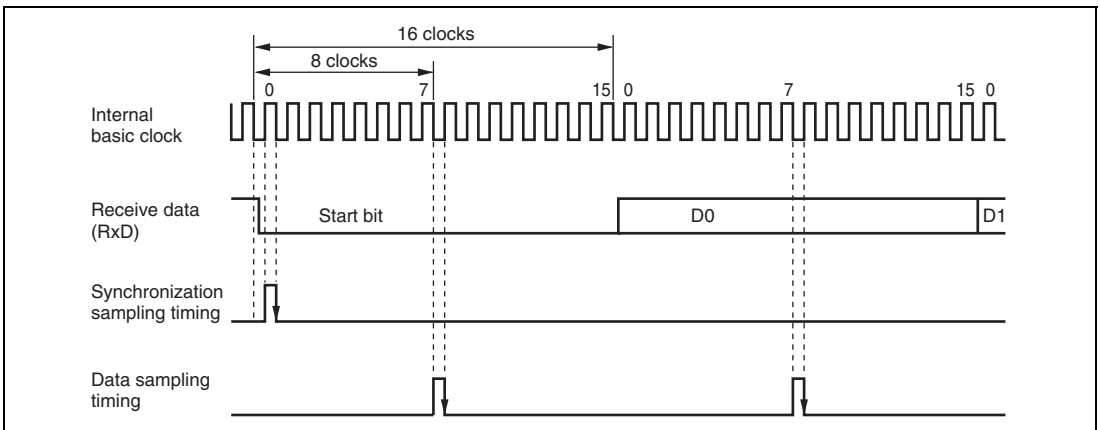 16 clocks
8 clocks
0 7 15 0 7 15 0
Internal
basic clock
Receive data
(RxD)
Start bit D0 D1
Synchronization
sampling timing
Data sampling
timing